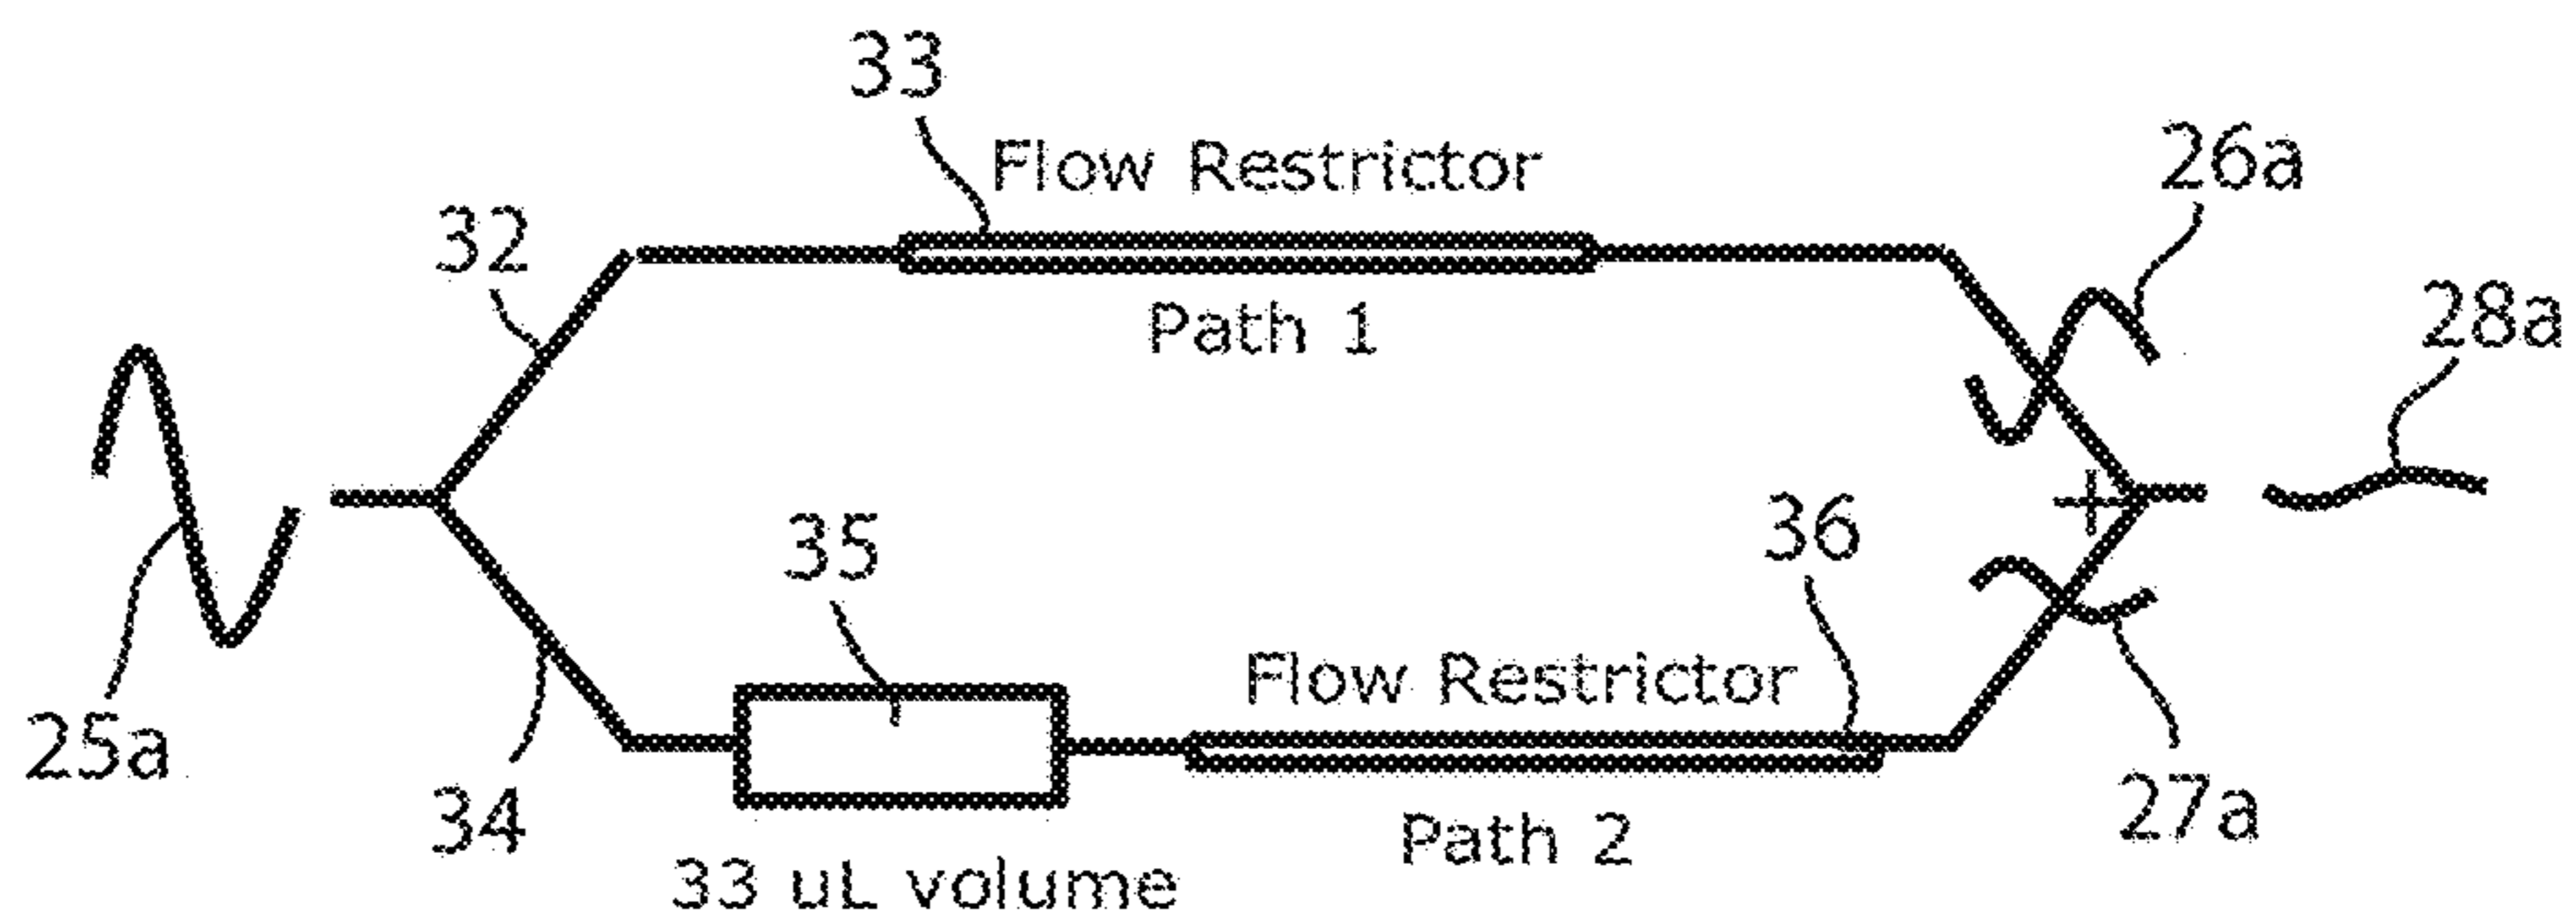 33
Flow Restrictor
26a
32
Path 1
28a
35
36
Flow Restrictor
25a
34
27a
Path 2
33 uL volume
+